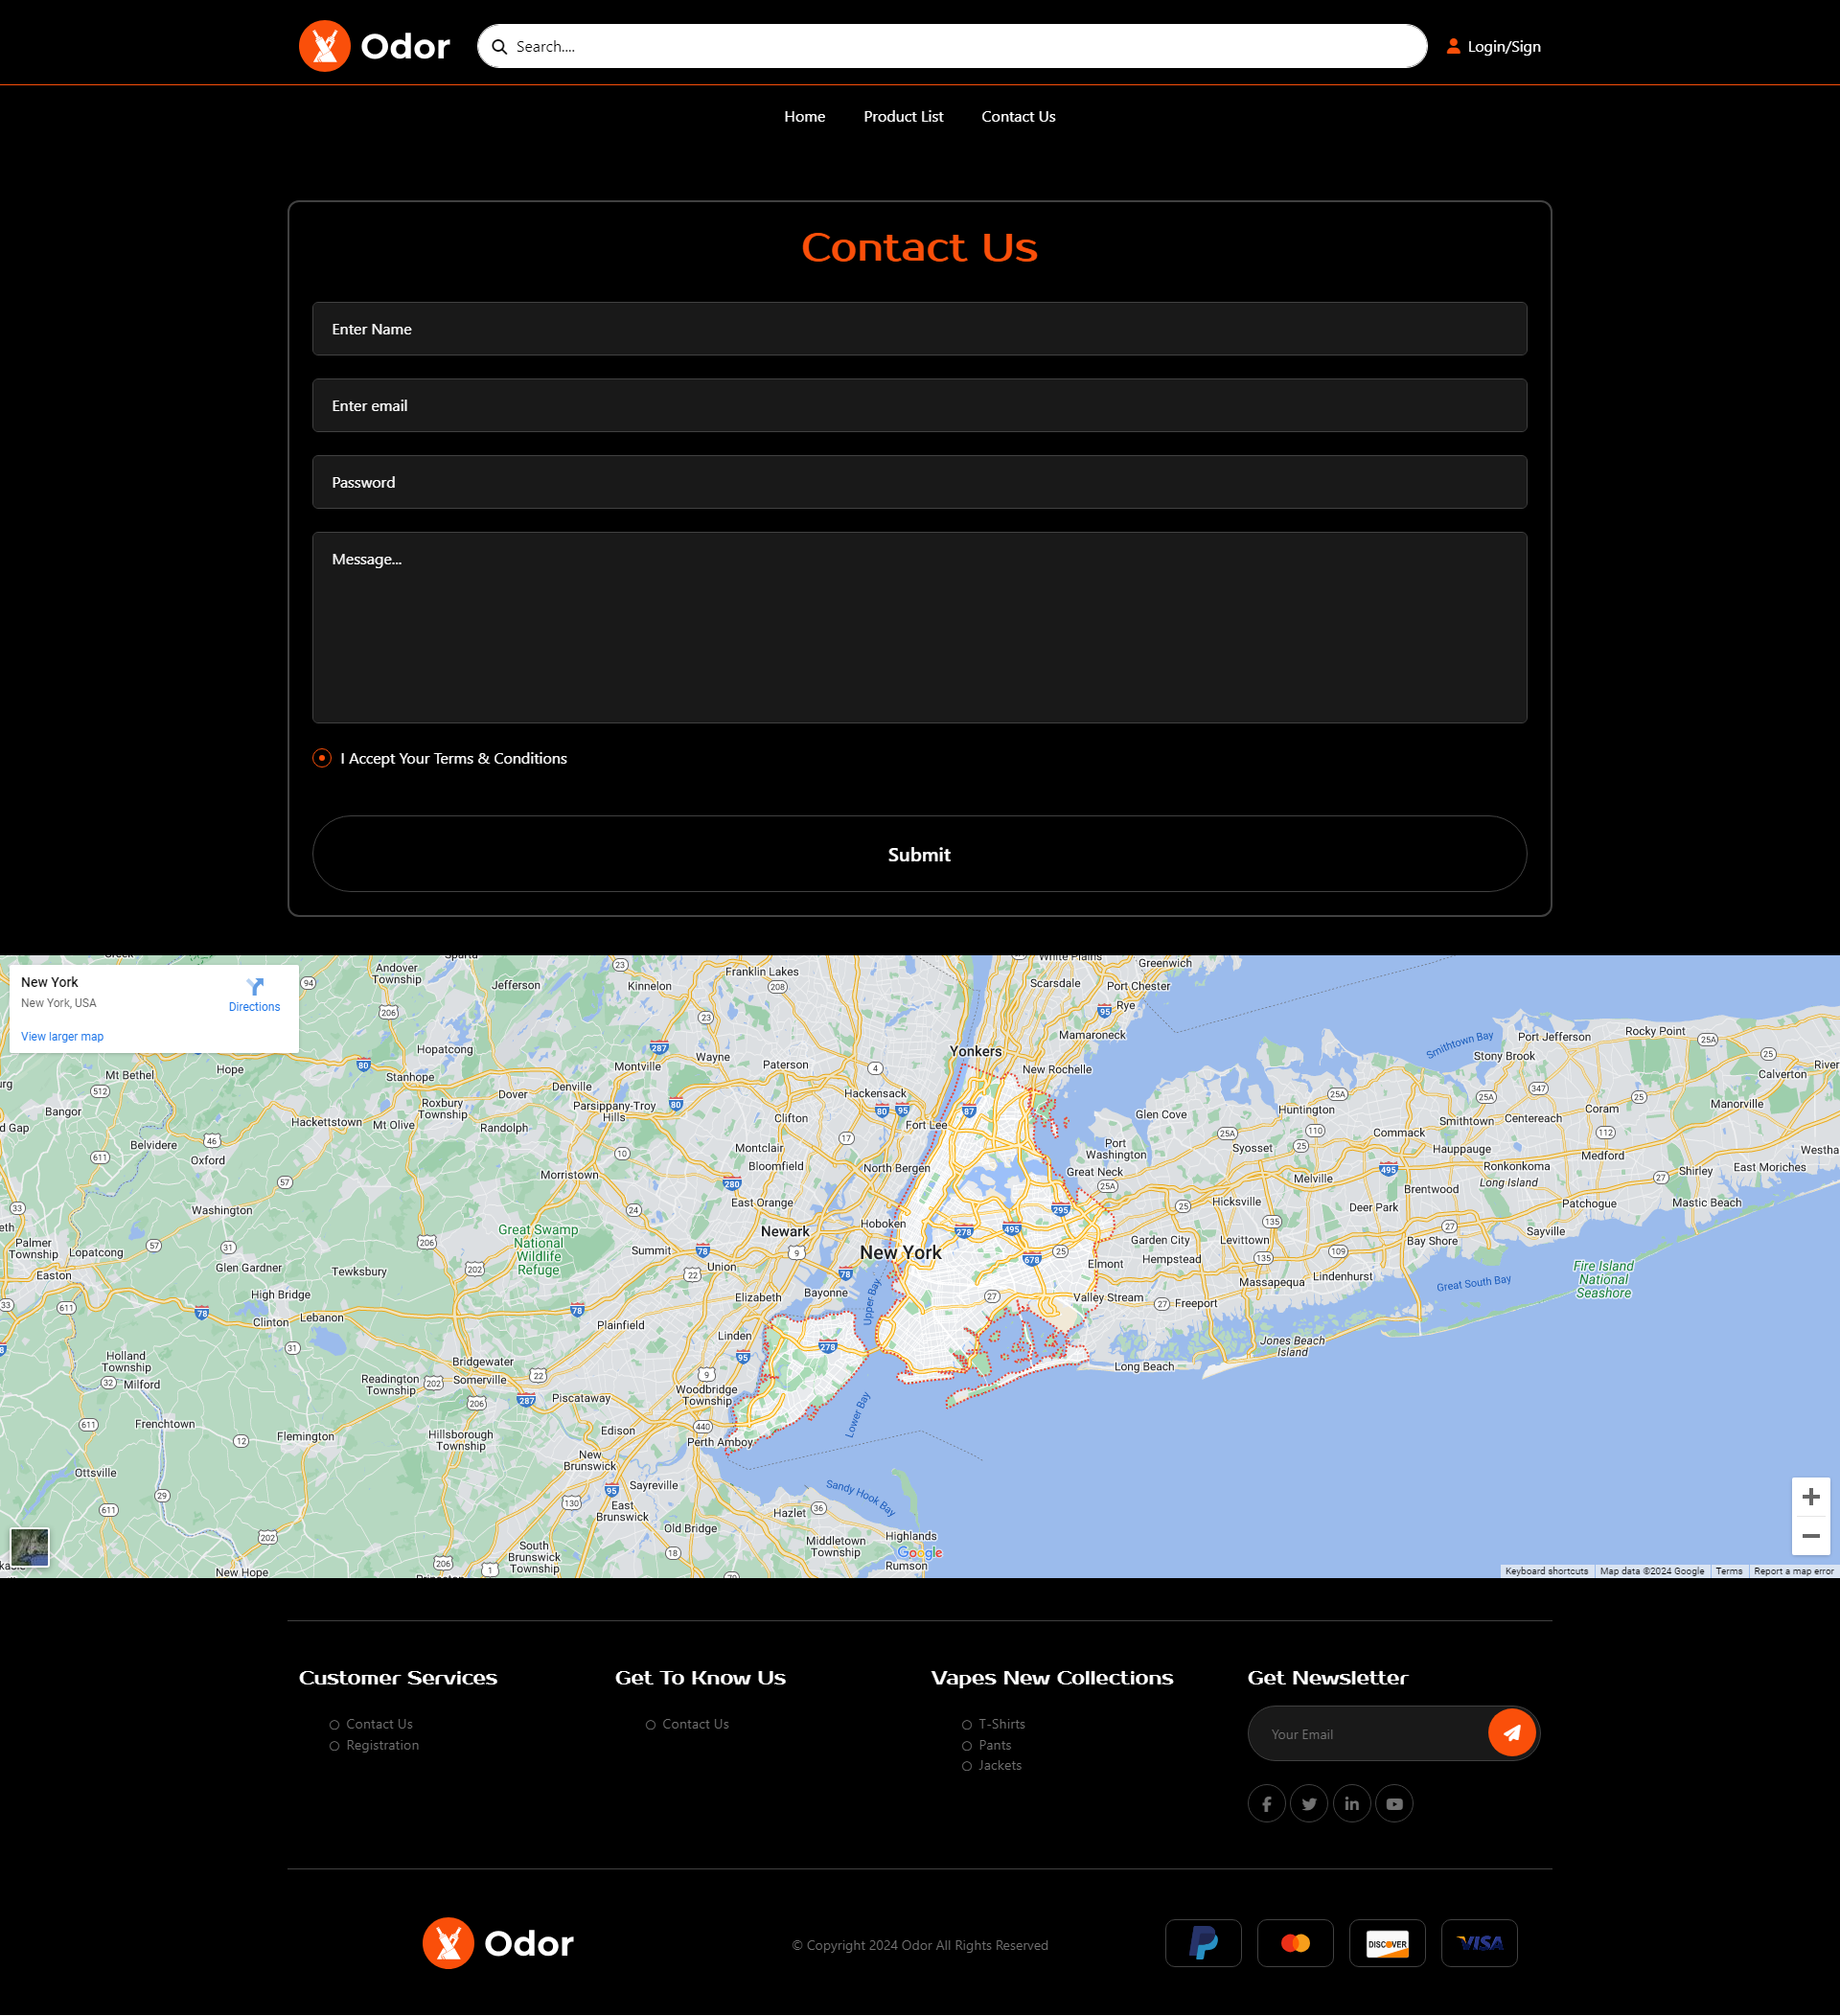 Odor
Search....
Login/Sign
Home
Product List
Contact Us
Contact Us
Enter Name
Enter email
Password
Message...
I Accept Your Terms & Conditions
Submit
New York
New York, USA
Directions
View larger map
Andover Township
Jefferson
Kinnelon
Franklin Lakes
White Plains
Scarsdale
Port Chester
Greenwich
Rye
Mamaroneck
Hopatcong
Wayne
Paterson
Yonkers
New Rochelle
Smithtown Bay
Stony Brook
Port Jefferson
Rocky Point
Mt Bethel
Hope
Stanhope
Denville
Montville
Hackensack
Calverton
Bangor
Roxbury Township
Dover
Parsippany-Troy Hills
Clifton
Fort Lee
Glen Cove
Huntington
Smithtown
Centereach
Coram
Manorville
Hackettstown
Mt Olive
Randolph
Belvidere
Oxford
Morristown
Montclair
Bloomfield
North Bergen
Port Washington
Great Neck
Syosset
Commack
Hauppauge
Ronkonkoma
Medford
Shirley
East Moriches
Washington
East Orange
Melville
Long Island
Brentwood
Patchogue
Mastic Beach
Hicksville
Deer Park
Sayville
Palmer Township
Lopatcong
Great Swamp National Wildlife Refuge
Newark
Hoboken
New York
Garden City
Levittown
Bay Shore
Easton
Glen Gardner
Tewksbury
Summit
Union
Elmont
Hempstead
Massapequa
Lindenhurst
Great South Bay
Fire Island National Seashore
High Bridge
Clinton
Lebanon
Elizabeth
Bayonne
Upper Bay
Valley Stream
Freeport
Plainfield
Linden
Jones Beach Island
Long Beach
Holland Township
Milford
Bridgewater
Somerville
Readington Township
Piscataway
Woodbridge Township
Frenchtown
Flemington
Hillsborough Township
Edison
Perth Amboy
Lower Bay
New Brunswick
Ottsville
Sayreville
East Brunswick
Sandy Hook Bay
Hazlet
Old Bridge
South Brunswick Township
Middletown Township
Highlands
Google
Rumson
New Hope
Princeton
Keyboard shortcuts
Map data ©2024 Google
Terms
Report a map error
Customer Services
Contact Us
Registration
Get To Know Us
Contact Us
Vapes New Collections
T-Shirts
Pants
Jackets
Get Newsletter
Your Email
Odor
© Copyright 2024 Odor All Rights Reserved
DISCOVER
VISA